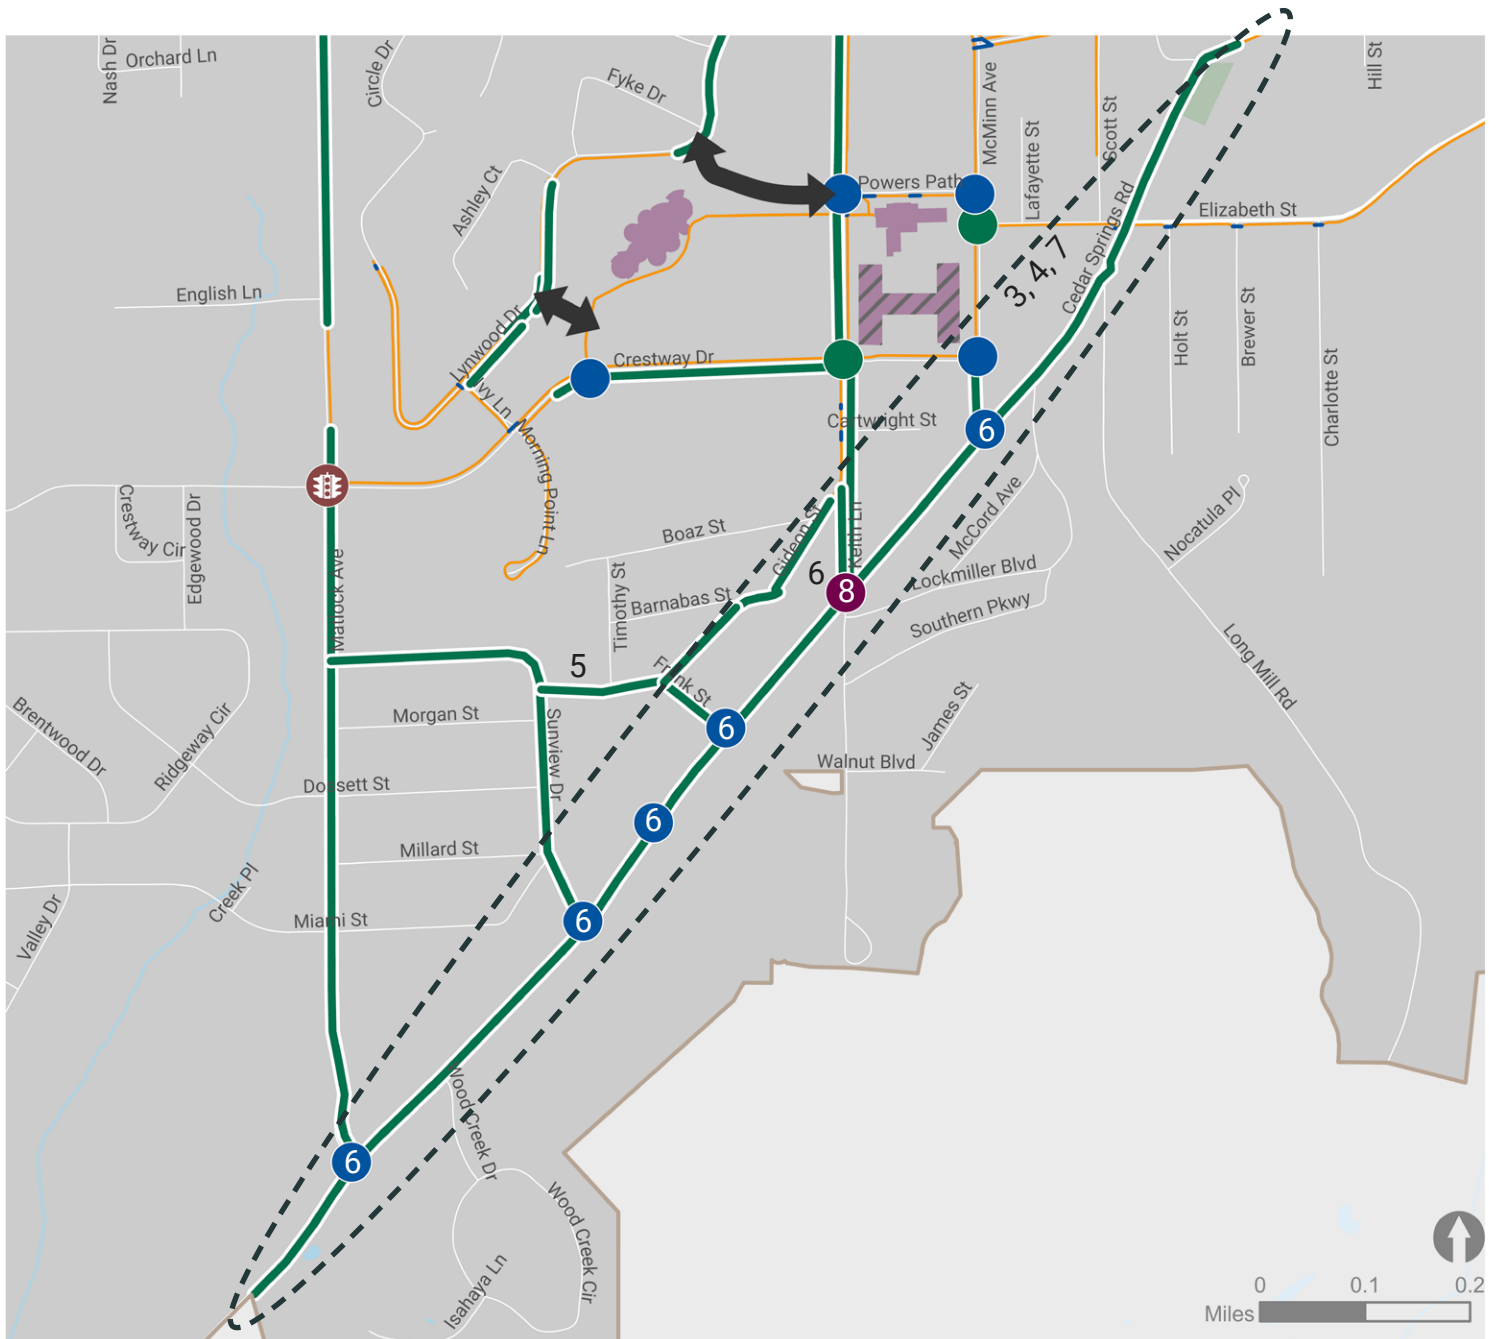 Nash Dr
Orchard Ln
Circle Dr
Fyke Dr
McMinn Ave
Scott St
Hill St
Lafayette St
Powers Path
Ashley Ct
Elizabeth St
Cedar Springs Rd
3, 4, 7
English Ln
Lynwood Dr
Holt St
Brewer St
Charlotte St
Crestway Dr
Ivy Ln
Cartwright St
6
Morning Point Ln
Crestway Cir
Edgewood Dr
Boaz St
Gideon St
Keith Ln
McCord Ave
Nocatula Pl
Matlock Ave
Timothy St
Barnabas St
6
8
Lockmiller Blvd
Southern Pkwy
Long Mill Rd
5
Frank St
Brentwood Dr
Ridgeway Cir
Morgan St
Sunview Dr
6
James St
Walnut Blvd
Dorsett St
6
Millard St
Creek Pl
Valley Dr
Miami St
6
Wood Creek Dr
6
Wood Creek Cir
Isahaya Ln
0 0.1 0.2
Miles